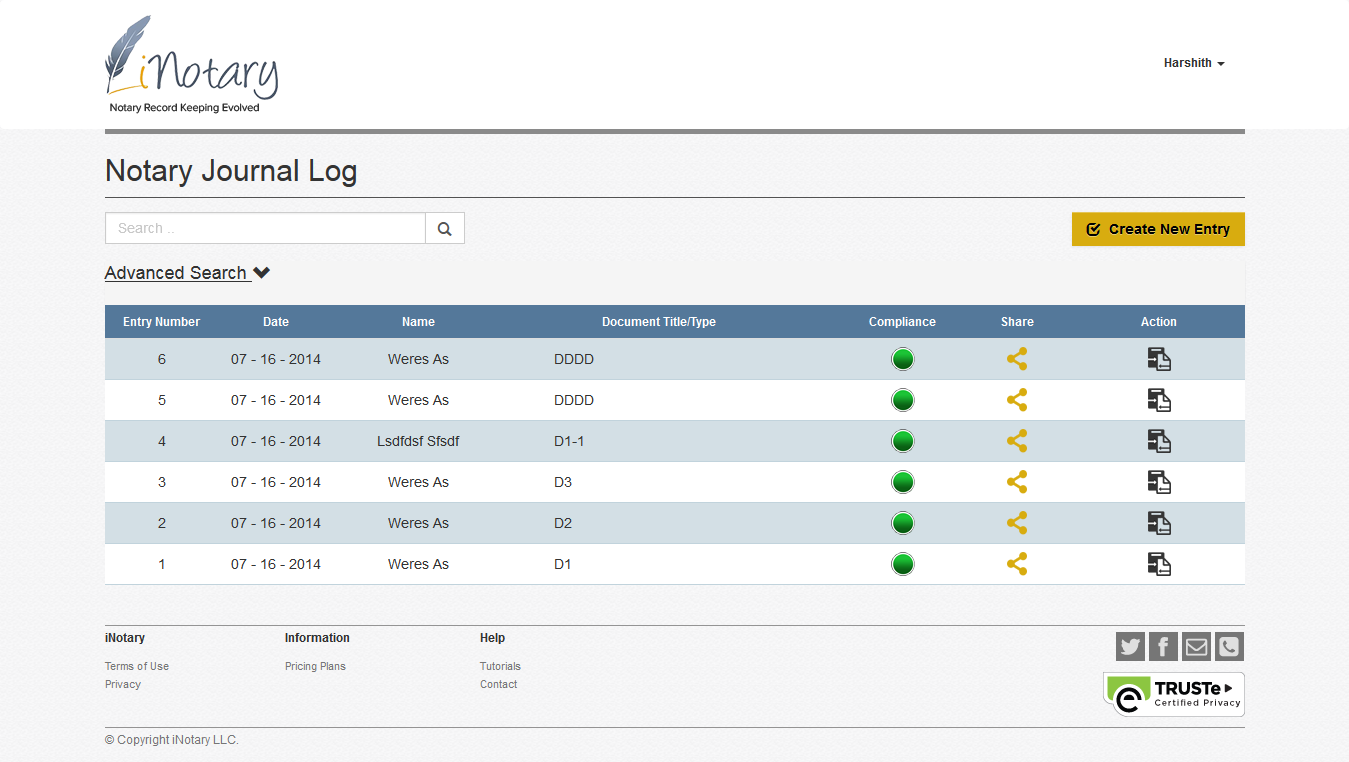 iNotary
Notary Record Keeping Evolved
Harshith
Notary Journal Log
Search ..
Create New Entry
Advanced Search
Entry Number Date Name Document Title/Type Compliance Share Action
6 07 - 16 - 2014 Weres As DDDD
5 07 - 16 - 2014 Weres As DDDD
4 07 - 16 - 2014 Lsdfdsf Sfsdf D1-1
3 07 - 16 - 2014 Weres As D3
2 07 - 16 - 2014 Weres As D2
1 07 - 16 - 2014 Weres As D1
iNotary Information Help
Terms of Use Pricing Plans Tutorials
Privacy Contact
TRUSTe
Certified Privacy
© Copyright iNotary LLC.